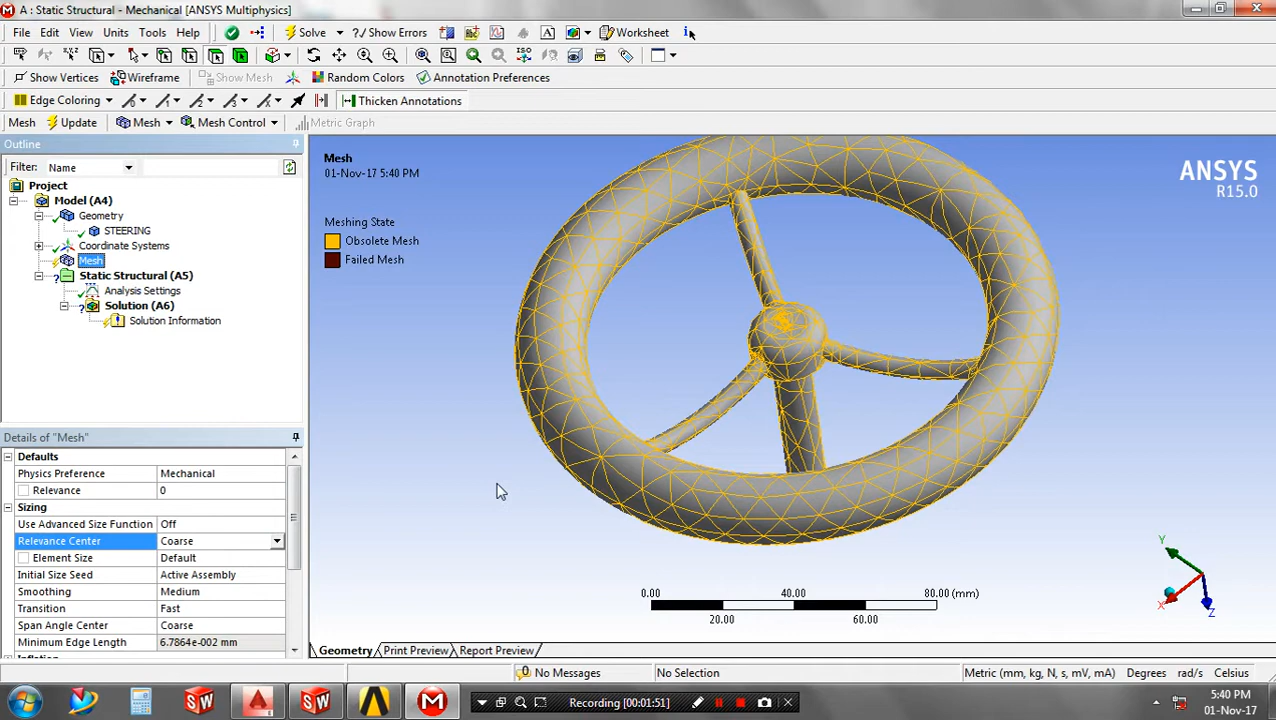 A : Static Structural - Mechanical [ANSYS Multiphysics]
File Edit View Units Tools Help Solve ?/ Show Errors Worksheet
Show Vertices Wireframe Show Mesh Random Colors Annotation Preferences
Edge Coloring Thicken Annotations
Mesh Update Mesh Mesh Control Metric Graph
Outline
Filter: Name
Project
Model (A4)
Geometry
STEERING
Coordinate Systems
Mesh
Static Structural (A5)
Analysis Settings
Solution (A6)
Solution Information
Details of "Mesh"
Defaults
Physics Preference Mechanical
Relevance 0
Sizing
Use Advanced Size Function Off
Relevance Center Coarse
Element Size Default
Initial Size Seed Active Assembly
Smoothing Medium
Transition Fast
Span Angle Center Coarse
Minimum Edge Length 6.7864e-002 mm
Mesh
01-Nov-17 5:40 PM
Meshing State
Obsolete Mesh
Failed Mesh
ANSYS
R15.0
Y
X
Z
0.00 40.00 80.00 (mm)
20.00 60.00
Geometry Print Preview Report Preview
No Messages No Selection Metric (mm, kg, N, s, mV, mA) Degrees rad/s Celsius
Recording [00:01:51]
5:40 PM
01-Nov-17